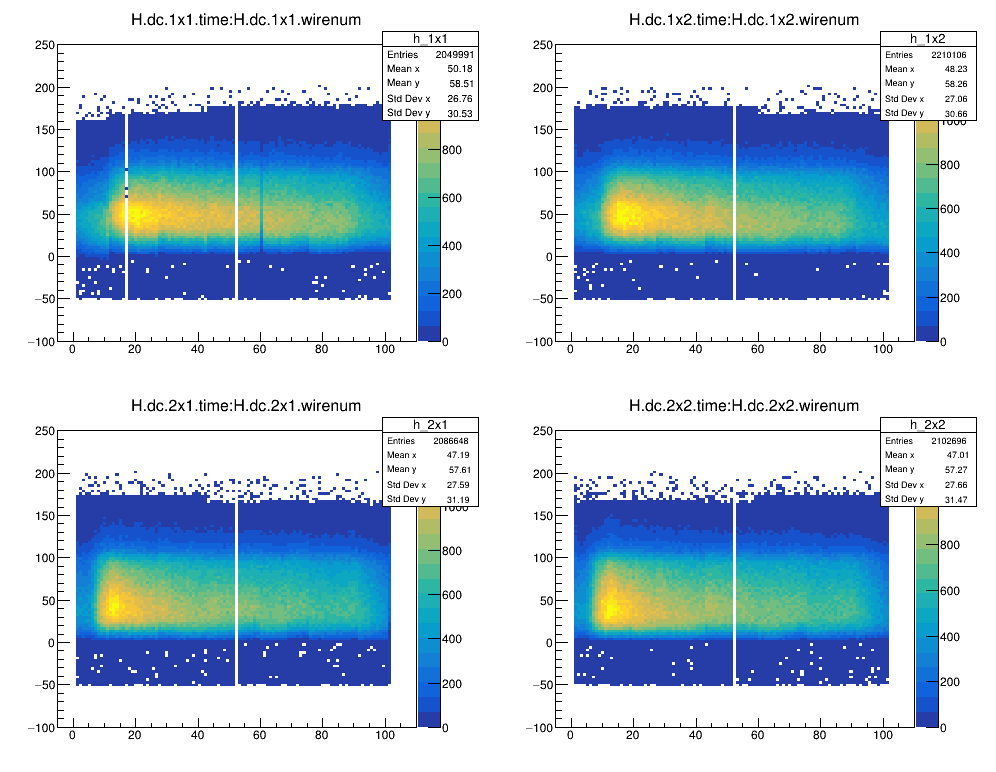 H.dc.1x1.time:H.dc.1x1.wirenum
h_1x1
Entries 2049991
Mean x 50.18
Mean y 58.51
Std Dev x 26.76
Std Dev y 30.53
250
200
150
100
50
0
−50
−100
0 20 40 60 80 100
800
600
400
200
0
H.dc.1x2.time:H.dc.1x2.wirenum
h_1x2
Entries 2210106
Mean x 48.23
Mean y 58.26
Std Dev x 27.06
Std Dev y 30.66
250
200
150
100
50
0
−50
−100
0 20 40 60 80 100
1000
800
600
400
200
0
H.dc.2x1.time:H.dc.2x1.wirenum
h_2x1
Entries 2086648
Mean x 47.19
Mean y 57.61
Std Dev x 27.59
Std Dev y 31.19
250
200
150
100
50
0
−50
−100
0 20 40 60 80 100
1000
800
600
400
200
0
H.dc.2x2.time:H.dc.2x2.wirenum
h_2x2
Entries 2102696
Mean x 47.01
Mean y 57.27
Std Dev x 27.66
Std Dev y 31.47
250
200
150
100
50
0
−50
−100
0 20 40 60 80 100
800
600
400
200
0